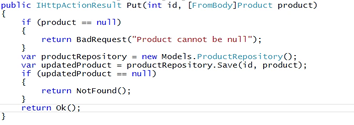 public IHttpActionResult Put(int id, [FromBody]Product product)
{
if (product == null)
{
return BadRequest("Product cannot be null");
}
var productRepository = new Models.ProductRepository();
var updatedProduct = productRepository.Save(id, product);
if (updatedProduct == null)
{
return NotFound();
}
return Ok();
}